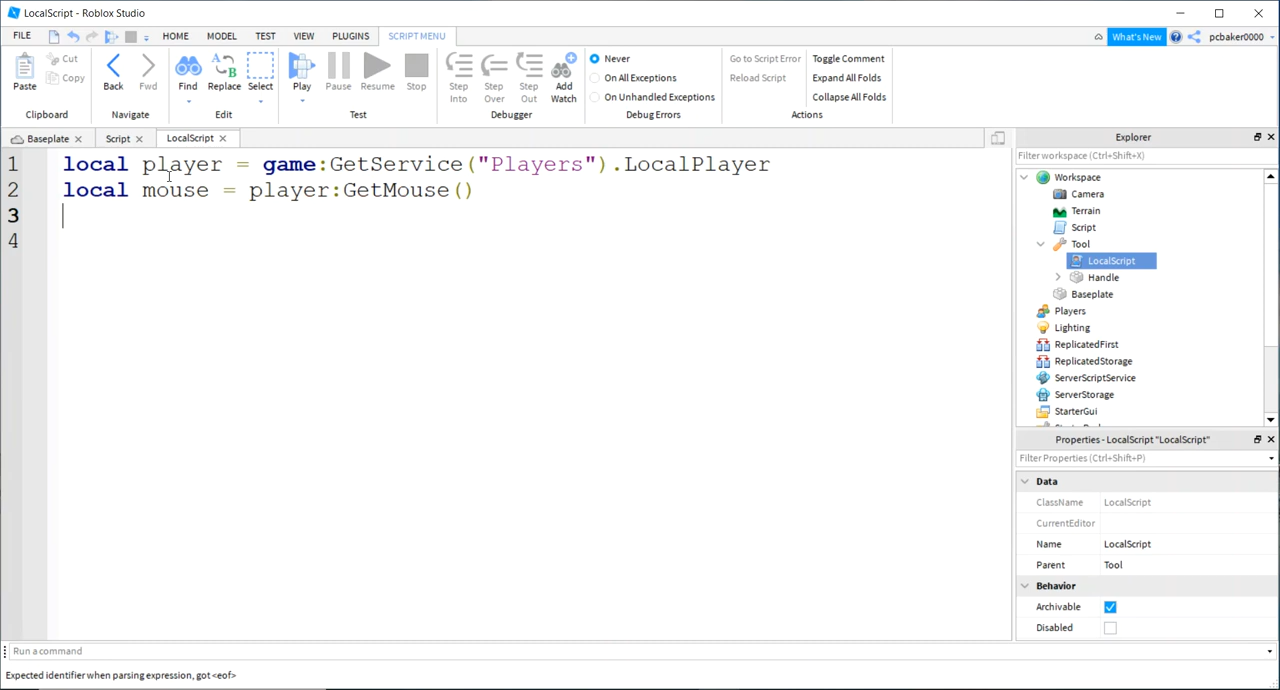 LocalScript - Roblox Studio
FILE HOME MODEL TEST VIEW PLUGINS SCRIPT MENU What's New pcbaker0000
Paste Cut Copy Back Fwd Find Replace Select Play Pause Resume Stop Step Into Step Over Step Out Add Watch Never On All Exceptions On Unhandled Exceptions Go to Script Error Reload Script Toggle Comment Expand All Folds Collapse All Folds
Clipboard Navigate Edit Test Debugger Debug Errors Actions
Baseplate Script LocalScript
1 local player = game:GetService("Players").LocalPlayer
2 local mouse = player:GetMouse()
3
4
Explorer
Filter workspace (Ctrl+Shift+X)
Workspace
Camera
Terrain
Script
Tool
LocalScript
Handle
Baseplate
Players
Lighting
ReplicatedFirst
ReplicatedStorage
ServerScriptService
ServerStorage
StarterGui
Properties - LocalScript "LocalScript"
Filter Properties (Ctrl+Shift+P)
Data
ClassName LocalScript
CurrentEditor
Name LocalScript
Parent Tool
Behavior
Archivable
Disabled
Run a command
Expected identifier when parsing expression, got <eof>